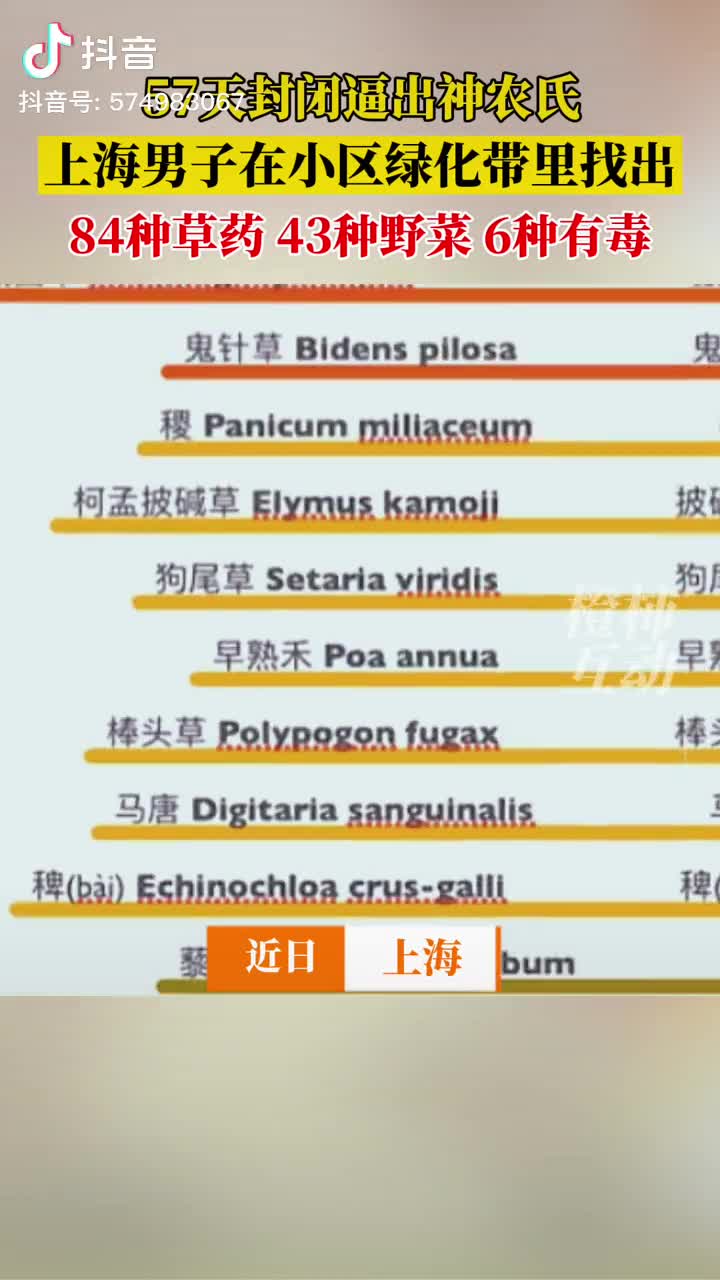 抖音
抖音号: 574983067
57天封闭逼出神农氏
上海男子在小区绿化带里找出
84种草药 43种野菜 6种有毒
鬼针草 Bidens pilosa
鬼
稷 Panicum miliaceum
柯孟披碱草 Elymus kamoji
披碱
狗尾草 Setaria viridis
狗尾
橙柿
互动
早熟禾 Poa annua
早熟
棒头草 Polypogon fugax
棒头
马唐 Digitaria sanguinalis
稗(bài) Echinochloa crus-galli
稗(
藜
bum
近日
上海